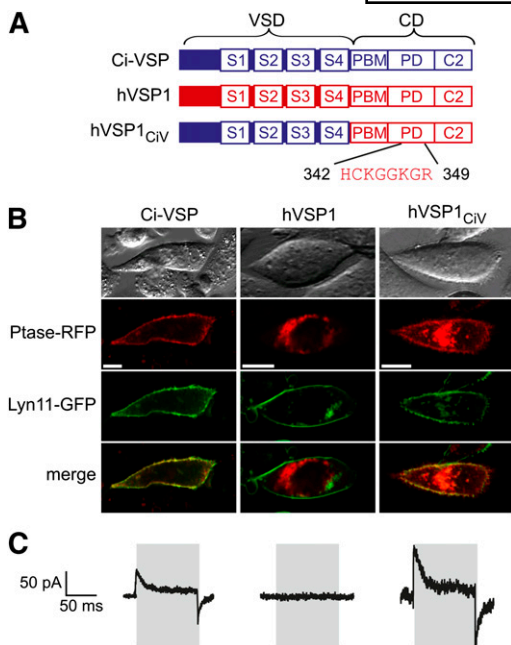 A
VSD CD
Ci-VSP S1 S2 S3 S4 PBM PD C2
hVSP1 S1 S2 S3 S4 PBM PD C2
hVSP1CiV S1 S2 S3 S4 PBM PD C2
342 HCKGGKGR 349
B
Ci-VSP hVSP1 hVSP1CiV
Ptase-RFP
Lyn11-GFP
merge
C
50 pA
50 ms